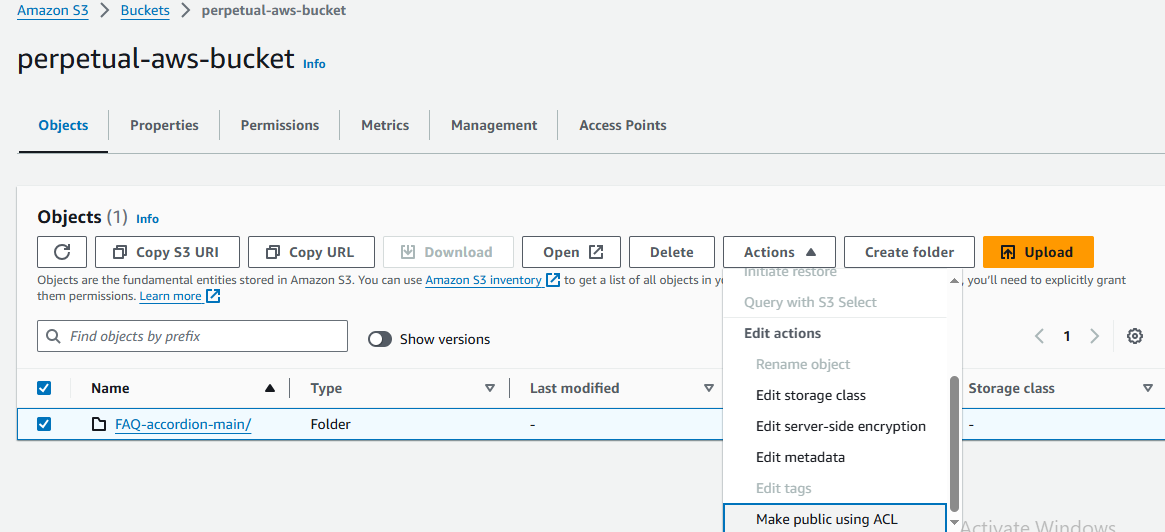 Amazon S3 > Buckets > perpetual-aws-bucket
perpetual-aws-bucket Info
Objects Properties Permissions Metrics Management Access Points
Objects (1) Info
Copy S3 URI Copy URL Download Open Delete Actions Create folder Upload
Objects are the fundamental entities stored in Amazon S3. You can use Amazon S3 inventory to get a list of all objects in , you'll need to explicitly grant
them permissions. Learn more
Initiate restore
Query with S3 Select
Edit actions
Rename object
Edit storage class
Edit server-side encryption
Edit metadata
Edit tags
Make public using ACL
Find objects by prefix Show versions 1
Name Type Last modified Storage class
FAQ-accordion-main/ Folder - -
Activate Windows